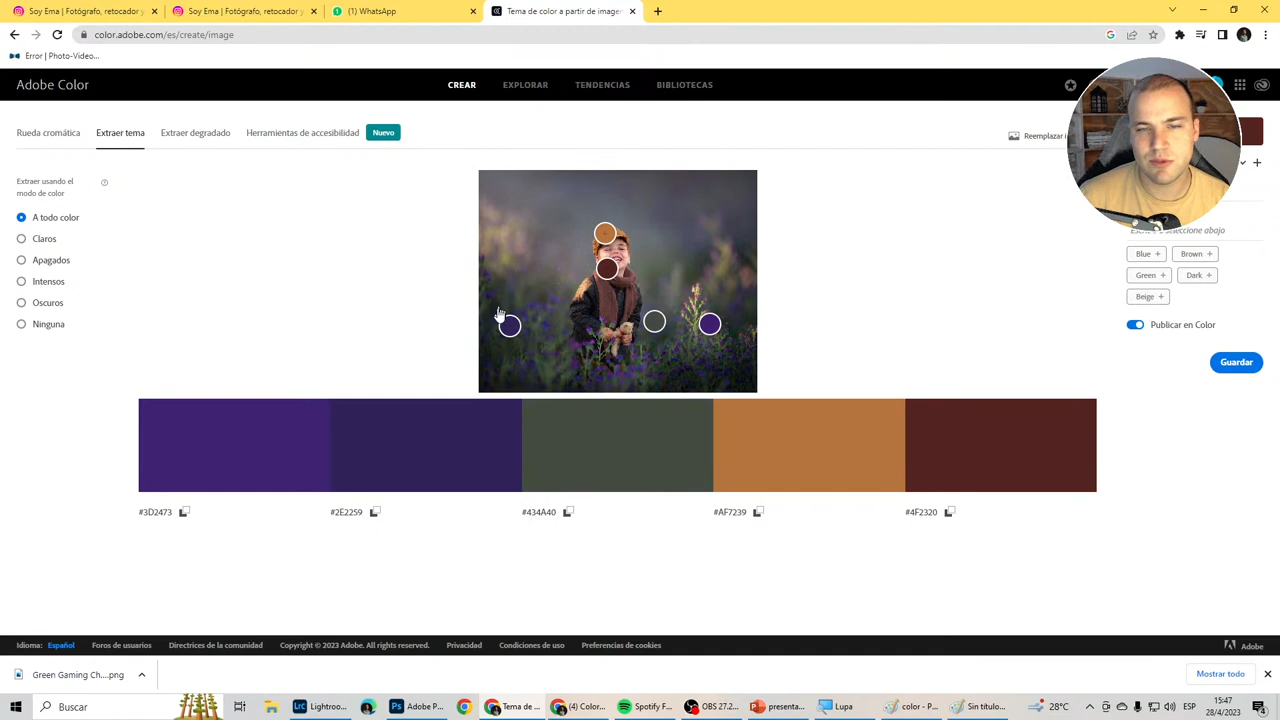 Soy Ema | Fotógrafo, retocador y
Soy Ema | Fotógrafo, retocador y
(1) WhatsApp
Tema de color a partir de imagen
color.adobe.com/es/create/image
Error | Photo-Video...
Adobe Color
CREAR
EXPLORAR
TENDENCIAS
BIBLIOTECAS
Rueda cromática
Extraer tema
Extraer degradado
Herramientas de accesibilidad
Nuevo
Reemplazar
Extraer usando el
modo de color
A todo color
Claros
Apagados
Intensos
Oscuros
Ninguna
seleccione abajo
Blue +
Brown +
Green +
Dark +
Beige +
Publicar en Color
Guardar
#3D2473
#2E2259
#434A40
#AF7239
#4F2320
Idioma: Español
Foros de usuarios
Directrices de la comunidad
Copyright © 2023 Adobe. All rights reserved.
Privacidad
Condiciones de uso
Preferencias de cookies
Adobe
Green Gaming Ch....png
Mostrar todo
Buscar
Lightroo...
Adobe P...
Tema de ...
(4) Color...
Spotify F...
OBS 27.2...
presenta...
Lupa
color - P...
Sin título...
28°C
ESP
15:47
28/4/2023